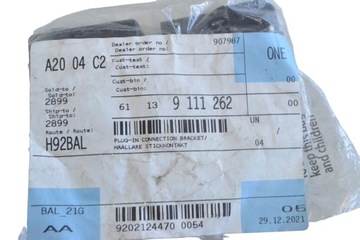 Dealer order no /
Dealer order no:
907987
A20 04 C2
Cust-text /
Cust-text:
ONE
Sold-to /
Sold-to:
2899
Cust-bin /
Cust-bin:
00
Ship-to /
Ship-to:
2899
61 13 9 111 262
00
Route / Route:
H92BAL
PLUG-IN CONNECTION BRACKET/
HAALLARE STICKKONTAKT
UN
04
/
keep this
and children
BAL_21G
AA
9202124470 0054
05
29.12.2021